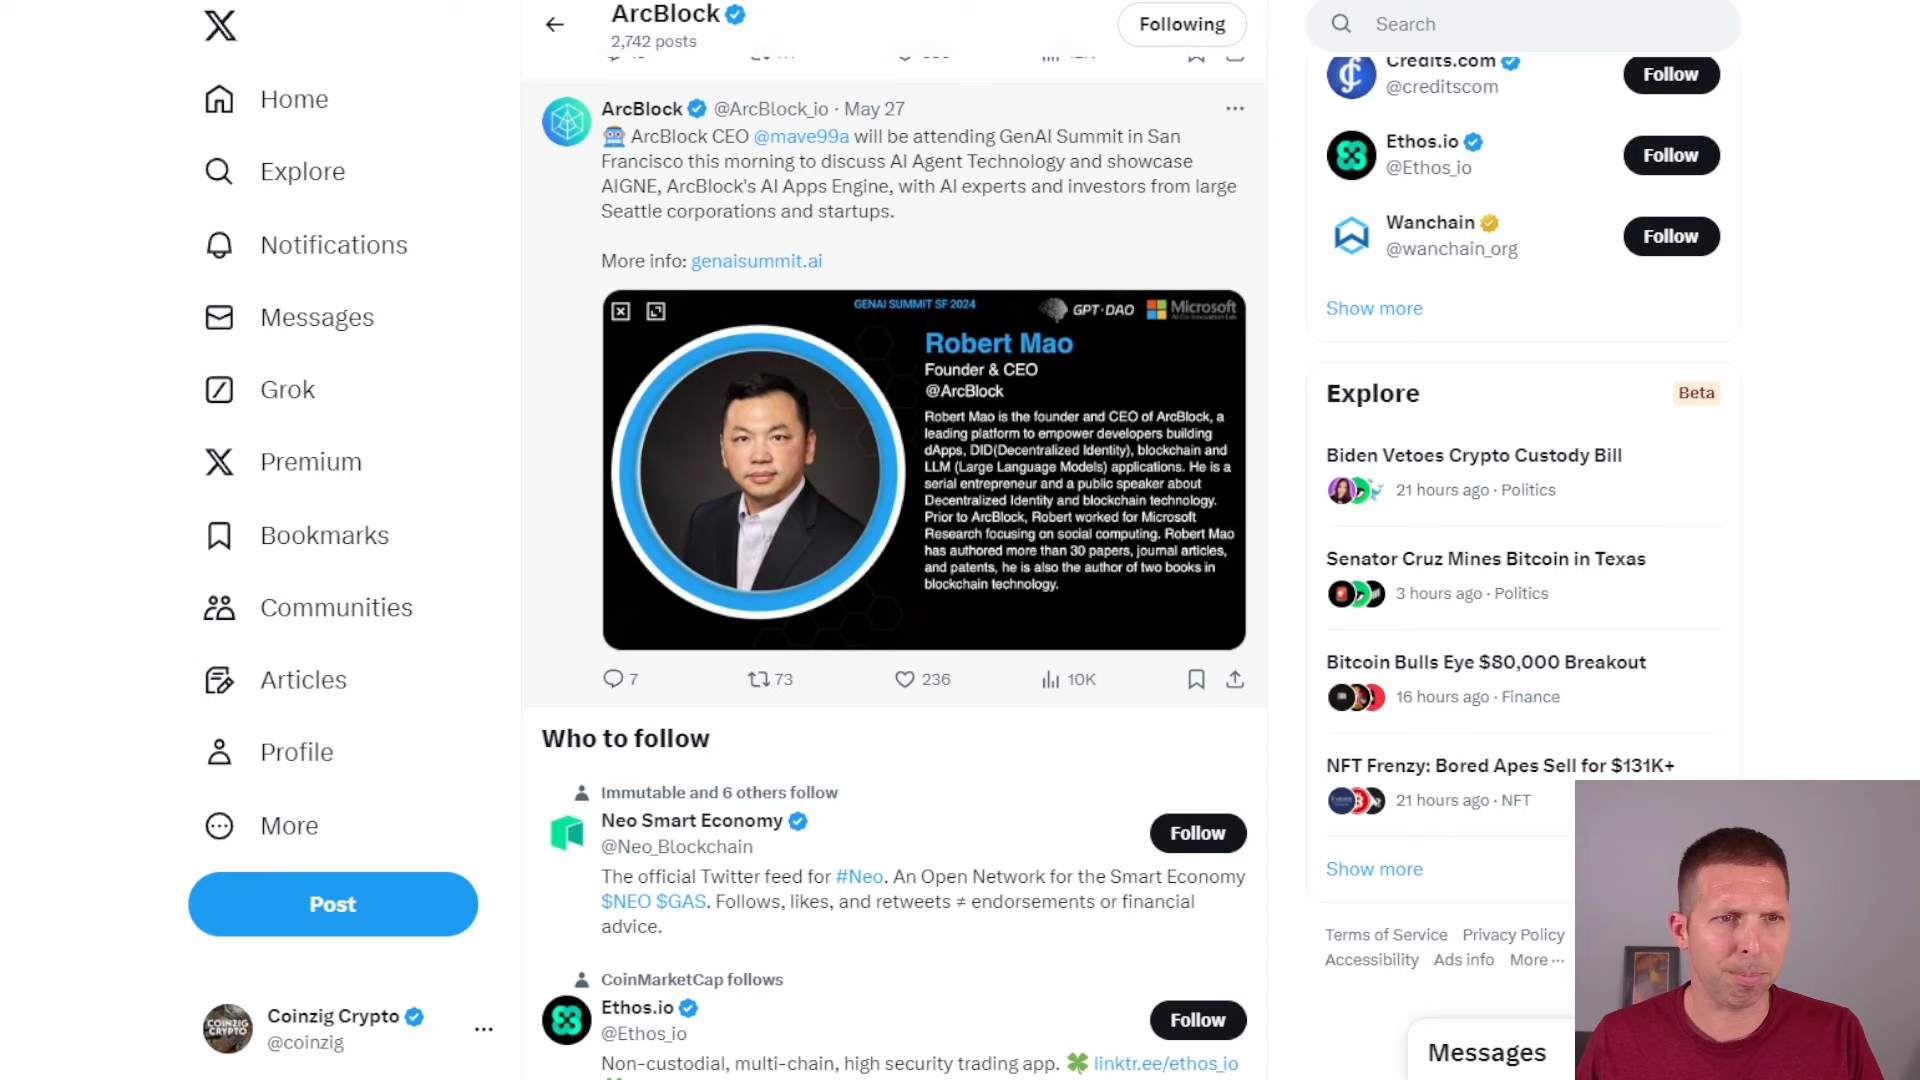 Home
Explore
Notifications
Messages
Grok
Premium
Bookmarks
Communities
Articles
Profile
More
Post
COINZIG
CRYPTO
Coinzig Crypto
@coinzig
ArcBlock
2,742 posts
Following
ArcBlock @ArcBlock_io · May 27
ArcBlock CEO @mave99a will be attending GenAI Summit in San
Francisco this morning to discuss AI Agent Technology and showcase
AIGNE, ArcBlock's AI Apps Engine, with AI experts and investors from large
Seattle corporations and startups.
More info: genaisummit.ai
GENAI SUMMIT SF 2024
GPT·DAO
Microsoft
AI Co-Innovation Lab
Robert Mao
Founder & CEO
@ArcBlock
Robert Mao is the founder and CEO of ArcBlock, a
leading platform to empower developers building
dApps, DID(Decentralized Identity), blockchain and
LLM (Large Language Models) applications. He is a
serial entrepreneur and a public speaker about
Decentralized Identity and blockchain technology.
Prior to ArcBlock, Robert worked for Microsoft
Research focusing on social computing. Robert Mao
has authored more than 30 papers, journal articles,
and patents, he is also the author of two books in
blockchain technology.
7 73 236 10K
Who to follow
Immutable and 6 others follow
Neo Smart Economy
@Neo_Blockchain
Follow
The official Twitter feed for #Neo. An Open Network for the Smart Economy
$NEO $GAS. Follows, likes, and retweets ≠ endorsements or financial
advice.
CoinMarketCap follows
Ethos.io
@Ethos_io
Follow
Non-custodial, multi-chain, high security trading app. 🍀 linktr.ee/ethos_io
Search
Credits.com
@creditscom
Follow
Ethos.io
@Ethos_io
Follow
Wanchain
@wanchain_org
Follow
Show more
Explore
Beta
Biden Vetoes Crypto Custody Bill
21 hours ago · Politics
Senator Cruz Mines Bitcoin in Texas
3 hours ago · Politics
Bitcoin Bulls Eye $80,000 Breakout
16 hours ago · Finance
NFT Frenzy: Bored Apes Sell for $131K+
21 hours ago · NFT
Show more
Terms of Service Privacy Policy
Accessibility Ads info More ···
Messages